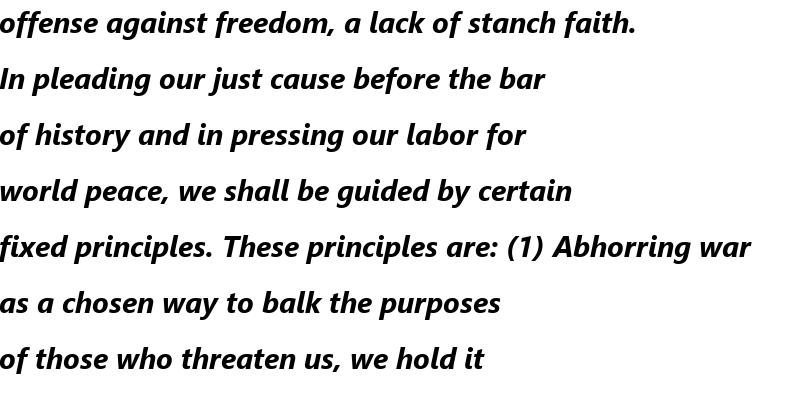 offense against freedom, a lack of stanch faith.
In pleading our just cause before the bar
of history and in pressing our labor for
world peace, we shall be guided by certain
fixed principles. These principles are: (1) Abhorring war
as a chosen way to balk the purposes
of those who threaten us, we hold it